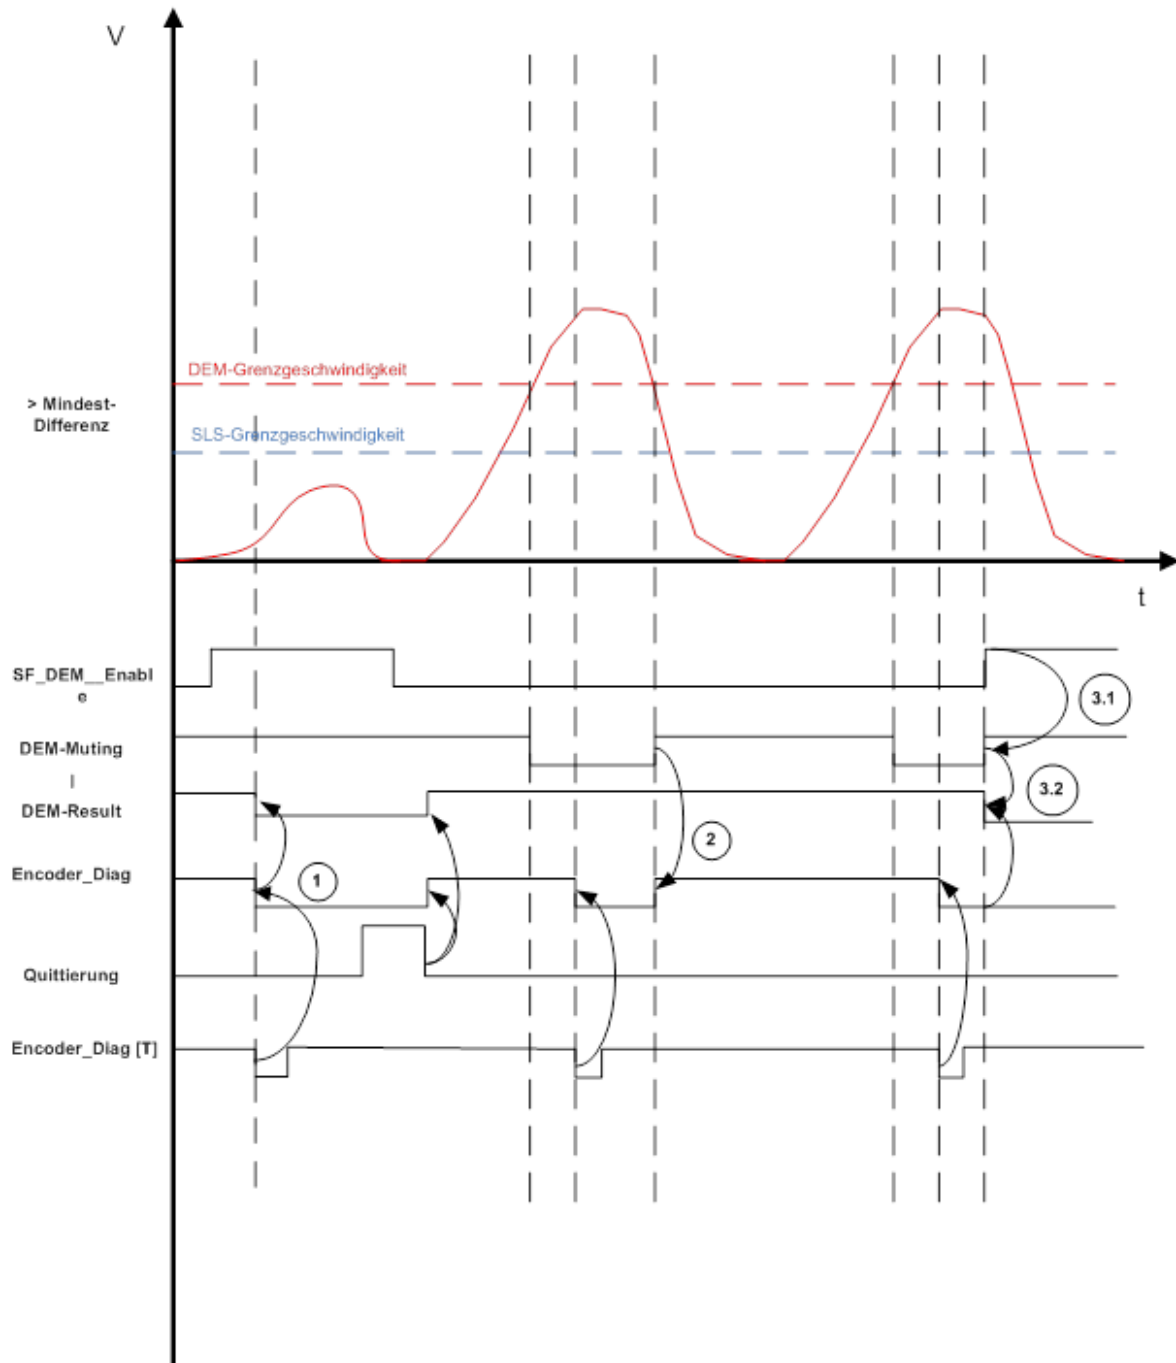 V
DEM-Grenzgeschwindigkeit
> Mindest-
Differenz
SLS-Grenzgeschwindigkeit
t
SF_DEM__Enabl
e
3.1
DEM-Muting
3.2
DEM-Result
2
Encoder_Diag
1
Quittierung
Encoder_Diag [T]